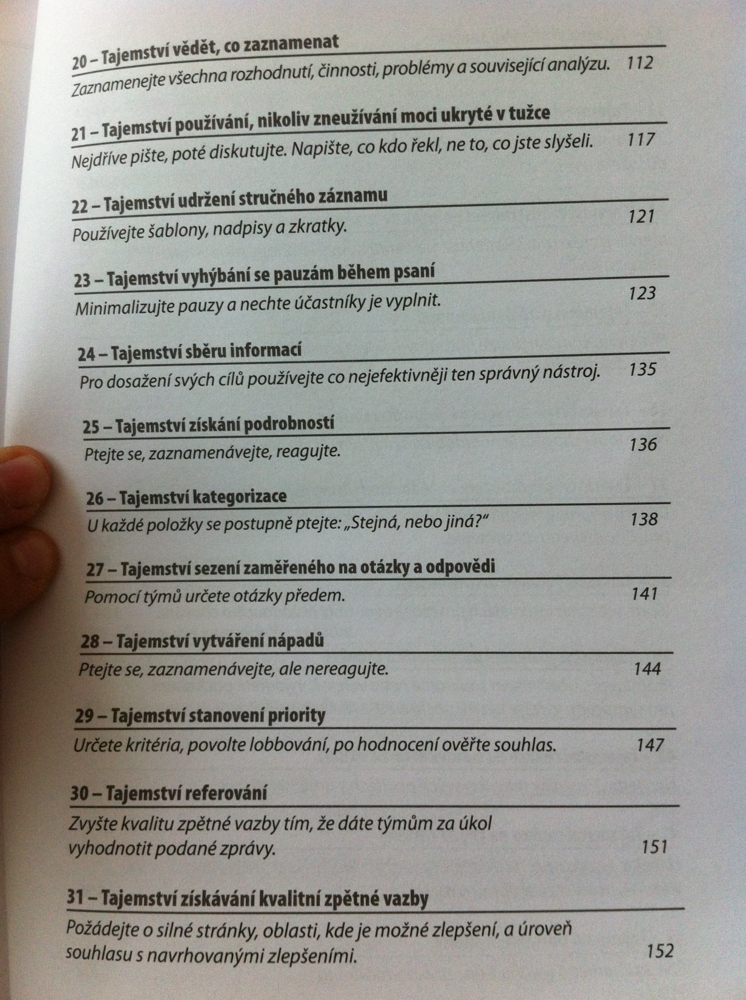 20 – Tajemství vědět, co zaznamenat
Zaznamenejte všechna rozhodnutí, činnosti, problémy a související analýzu. 112
21 – Tajemství používání, nikoliv zneužívání moci ukryté v tužce
Nejdříve pište, poté diskutujte. Napište, co kdo řekl, ne to, co jste slyšeli. 117
22 – Tajemství udržení stručného záznamu
Používejte šablony, nadpisy a zkratky. 121
23 – Tajemství vyhýbání se pauzám během psaní
Minimalizujte pauzy a nechte účastníky je vyplnit. 123
24 – Tajemství sběru informací
Pro dosažení svých cílů používejte co nejefektivněji ten správný nástroj. 135
25 – Tajemství získání podrobností
Ptejte se, zaznamenávejte, reagujte. 136
26 – Tajemství kategorizace
U každé položky se postupně ptejte: „Stejná, nebo jiná?“ 138
27 – Tajemství sezení zaměřeného na otázky a odpovědi
Pomocí týmů určete otázky předem. 141
28 – Tajemství vytváření nápadů
Ptejte se, zaznamenávejte, ale nereagujte. 144
29 – Tajemství stanovení priority
Určete kritéria, povolte lobbování, po hodnocení ověřte souhlas. 147
30 – Tajemství referování
Zvyšte kvalitu zpětné vazby tím, že dáte týmům za úkol
vyhodnotit podané zprávy. 151
31 – Tajemství získávání kvalitní zpětné vazby
Požádejte o silné stránky, oblasti, kde je možné zlepšení, a úroveň
souhlasu s navrhovanými zlepšeními. 152